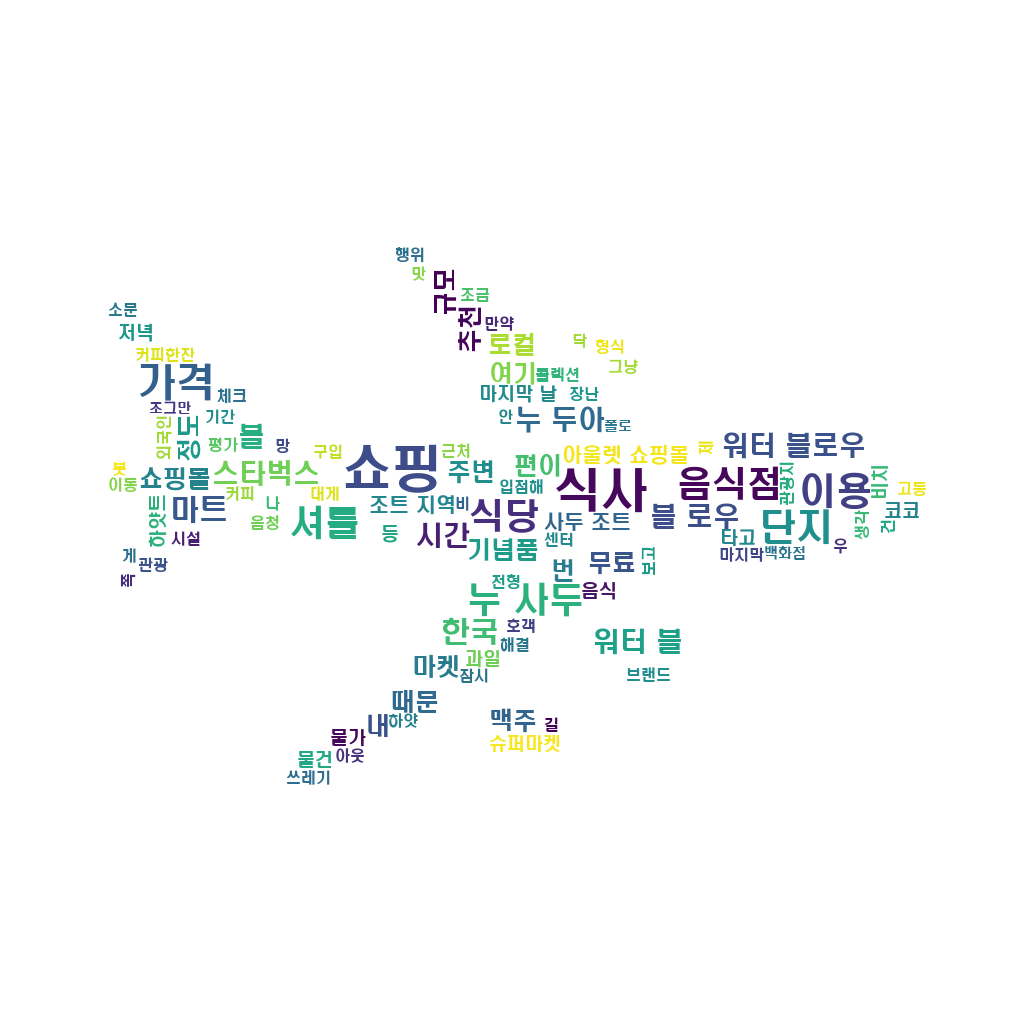 행위
맛
규모
조금
소문
추천
만약
저녁
로컬
닥
형식
커피한잔
여기
콜렉션
그냥
가격
체크
마지막 날
장난
조그만
기간
안
누 두아
폴로
외국인
정도
평가
블
망
구입
쇼핑
근처
아울렛 쇼핑몰
제
워터 블로우
붓
이동
쇼핑몰
스타벅스
주변
편이
식사
음식점
관광지
이용
비치
고등
커피
대게
입점해
하얏트
마트
나
조트 지역
비
식당
사두 조트
블 로우
단지
생각
건
코코
음청
셔틀
시설
등
시간
기념품
센터
타고
게
관광
번
무료
퍼고
마지막
백화점
우
쪽
전형
누 사두
음식
한국
호객
해결
워터 블
마켓
과일
잠시
브랜드
때문
내
하얏
맥주
길
물가
슈퍼마켓
물건
아웃
쓰레기